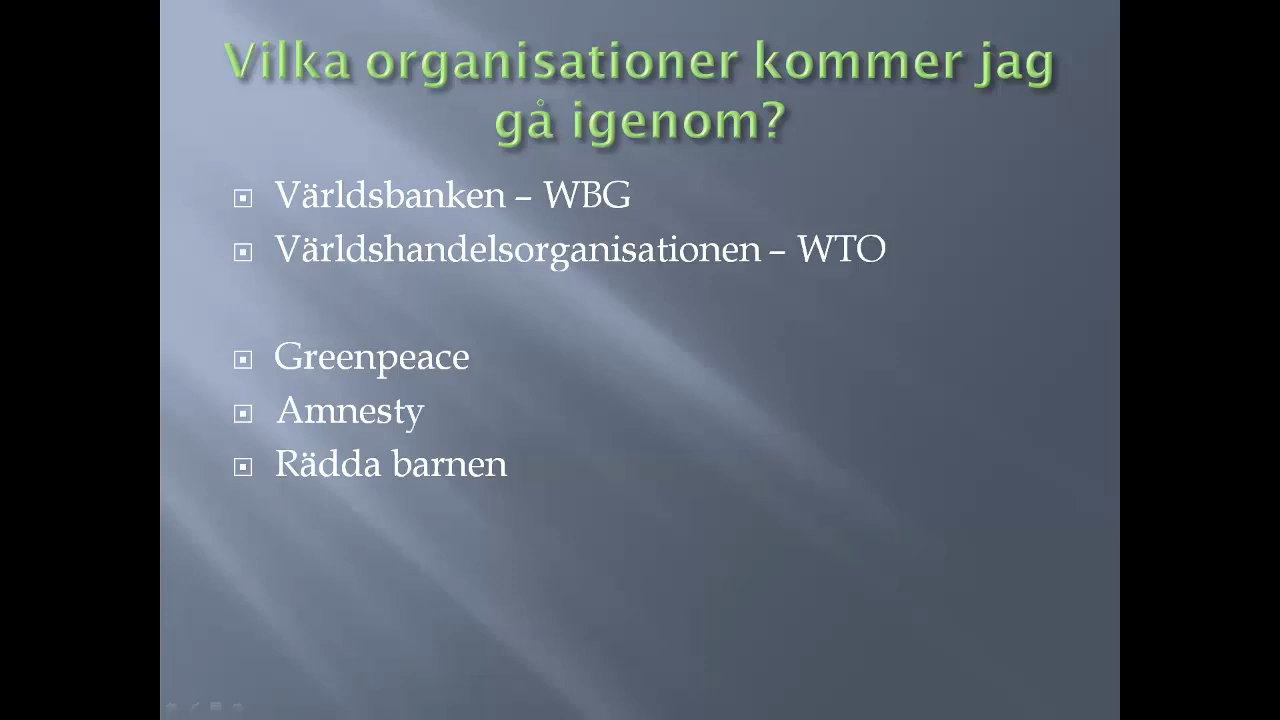 Vilka organisationer kommer jag
gå igenom?
Världsbanken – WBG
Världshandelsorganisationen – WTO
Greenpeace
Amnesty
Rädda barnen